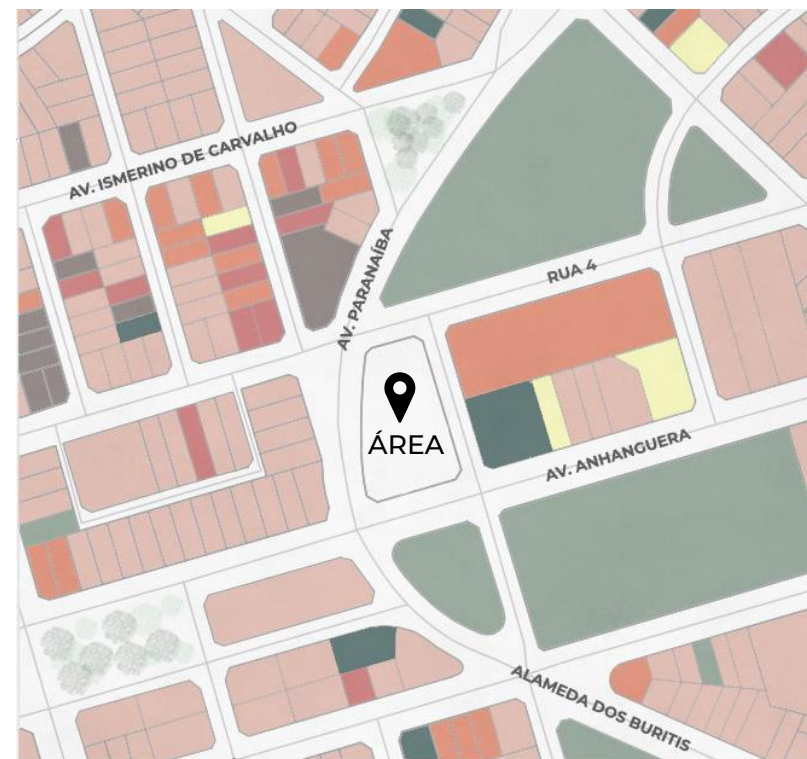 AV. ISMERINO DE CARVALHO
AV. PARANAÍBA
RUA 4
ÁREA
AV. ANHANGUERA
ALAMEDA DOS BURITIS